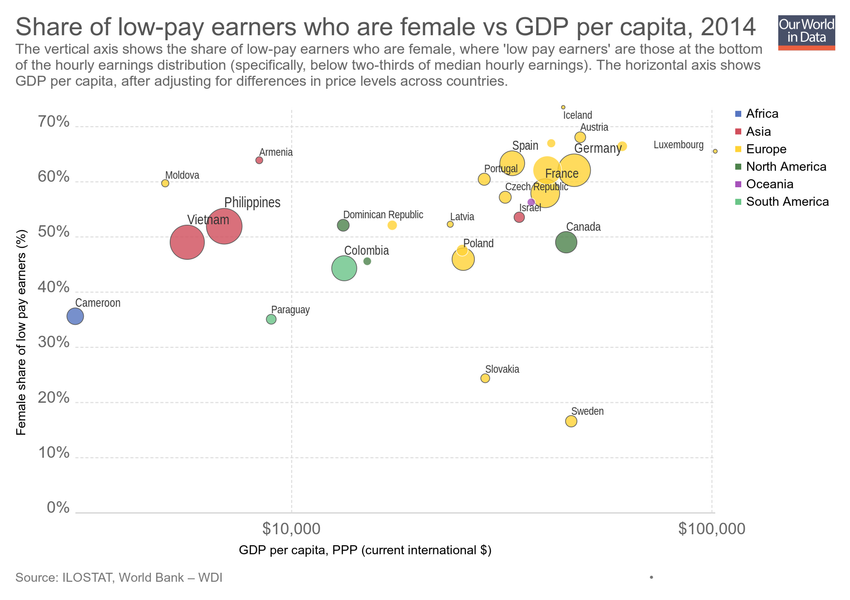 Share of low-pay earners who are female vs GDP per capita, 2014
Our World
in Data
The vertical axis shows the share of low-pay earners who are female, where 'low pay earners' are those at the bottom
of the hourly earnings distribution (specifically, below two-thirds of median hourly earnings). The horizontal axis shows
GDP per capita, after adjusting for differences in price levels across countries.
Female share of low pay earners (%)
70%
60%
50%
40%
30%
20%
10%
0%
Iceland
Austria
Luxembourg
Spain
Germany
Armenia
Portugal
France
Moldova
Czech Republic
Philippines
Israel
Vietnam
Dominican Republic
Latvia
Canada
Poland
Colombia
Cameroon
Paraguay
Slovakia
Sweden
$10,000
$100,000
GDP per capita, PPP (current international $)
Africa
Asia
Europe
North America
Oceania
South America
Source: ILOSTAT, World Bank – WDI